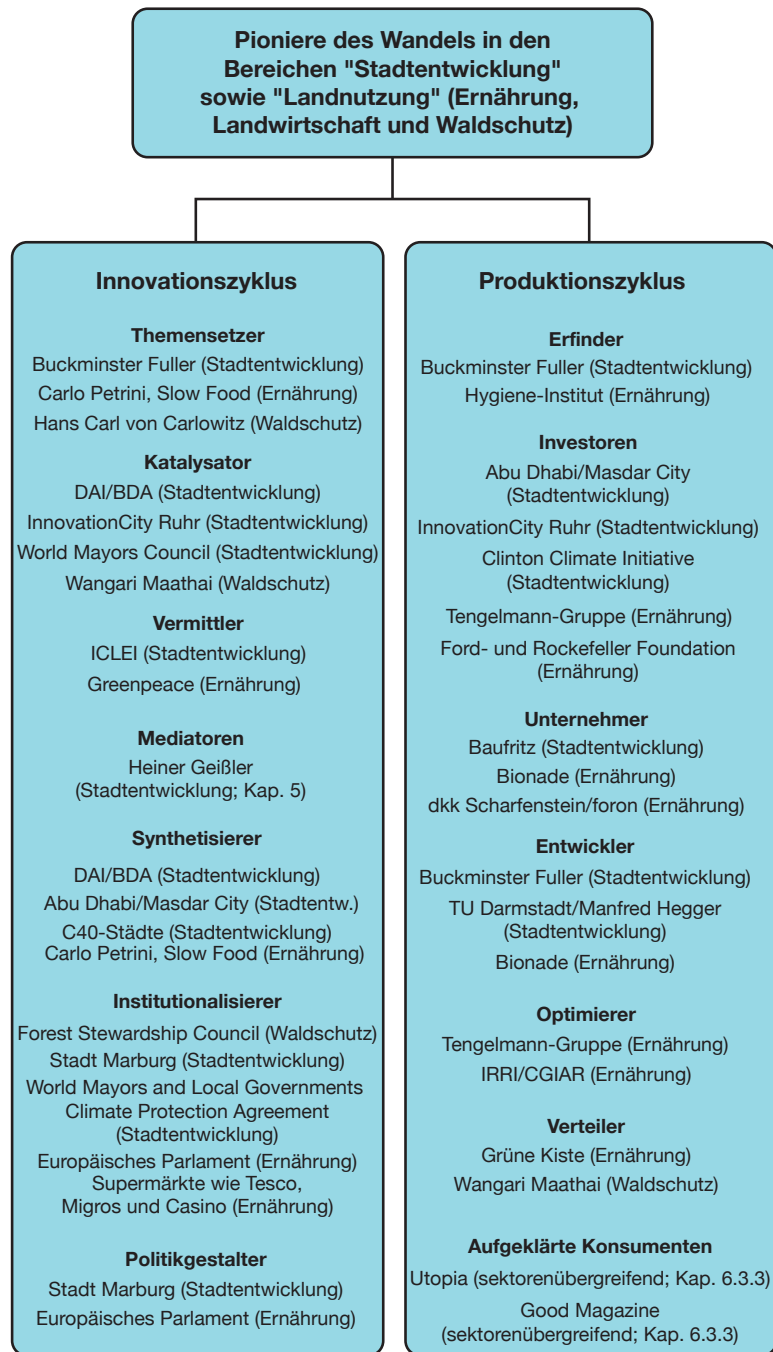 Pioniere des Wandels in den
Bereichen "Stadtentwicklung"
sowie "Landnutzung" (Ernährung,
Landwirtschaft und Waldschutz)
Innovationszyklus
Themensetzer
Buckminster Fuller (Stadtentwicklung)
Carlo Petrini, Slow Food (Ernährung)
Hans Carl von Carlowitz (Waldschutz)
Katalysator
DAI/BDA (Stadtentwicklung)
InnovationCity Ruhr (Stadtentwicklung)
World Mayors Council (Stadtentwicklung)
Wangari Maathai (Waldschutz)
Vermittler
ICLEI (Stadtentwicklung)
Greenpeace (Ernährung)
Mediatoren
Heiner Geißler
(Stadtentwicklung; Kap. 5)
Synthetisierer
DAI/BDA (Stadtentwicklung)
Abu Dhabi/Masdar City (Stadtentw.)
C40-Städte (Stadtentwicklung)
Carlo Petrini, Slow Food (Ernährung)
Institutionalisierer
Forest Stewardship Council (Waldschutz)
Stadt Marburg (Stadtentwicklung)
World Mayors and Local Governments
Climate Protection Agreement
(Stadtentwicklung)
Europäisches Parlament (Ernährung)
Supermärkte wie Tesco,
Migros und Casino (Ernährung)
Politikgestalter
Stadt Marburg (Stadtentwicklung)
Europäisches Parlament (Ernährung)
Produktionszyklus
Erfinder
Buckminster Fuller (Stadtentwicklung)
Hygiene-Institut (Ernährung)
Investoren
Abu Dhabi/Masdar City
(Stadtentwicklung)
InnovationCity Ruhr (Stadtentwicklung)
Clinton Climate Initiative
(Stadtentwicklung)
Tengelmann-Gruppe (Ernährung)
Ford- und Rockefeller Foundation
(Ernährung)
Unternehmer
Baufritz (Stadtentwicklung)
Bionade (Ernährung)
dkk Scharfenstein/foron (Ernährung)
Entwickler
Buckminster Fuller (Stadtentwicklung)
TU Darmstadt/Manfred Hegger
(Stadtentwicklung)
Bionade (Ernährung)
Optimierer
Tengelmann-Gruppe (Ernährung)
IRRI/CGIAR (Ernährung)
Verteiler
Grüne Kiste (Ernährung)
Wangari Maathai (Waldschutz)
Aufgeklärte Konsumenten
Utopia (sektorenübergreifend; Kap. 6.3.3)
Good Magazine
(sektorenübergreifend; Kap. 6.3.3)